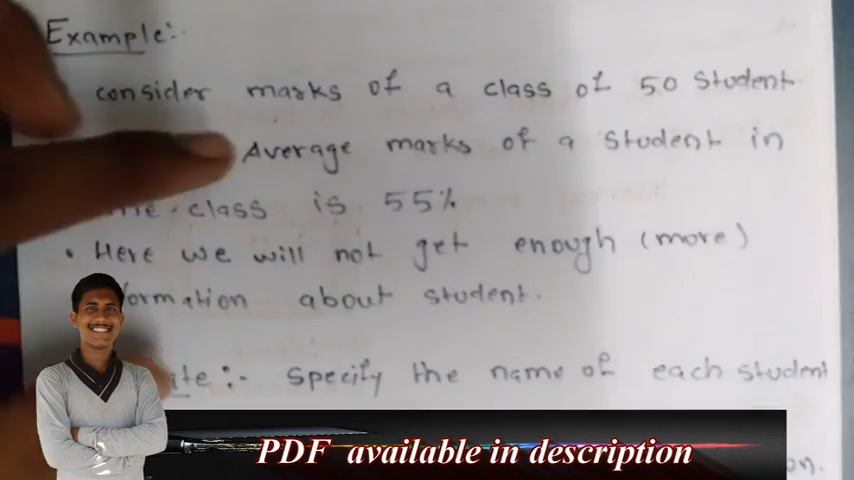 Example:-
consider marks of a class of 50 student
Average marks of a student in
class is 55%
• Here we will not get enough (more)
ormation about student.
ate :- specify the name of each student
PDF available in description
on.